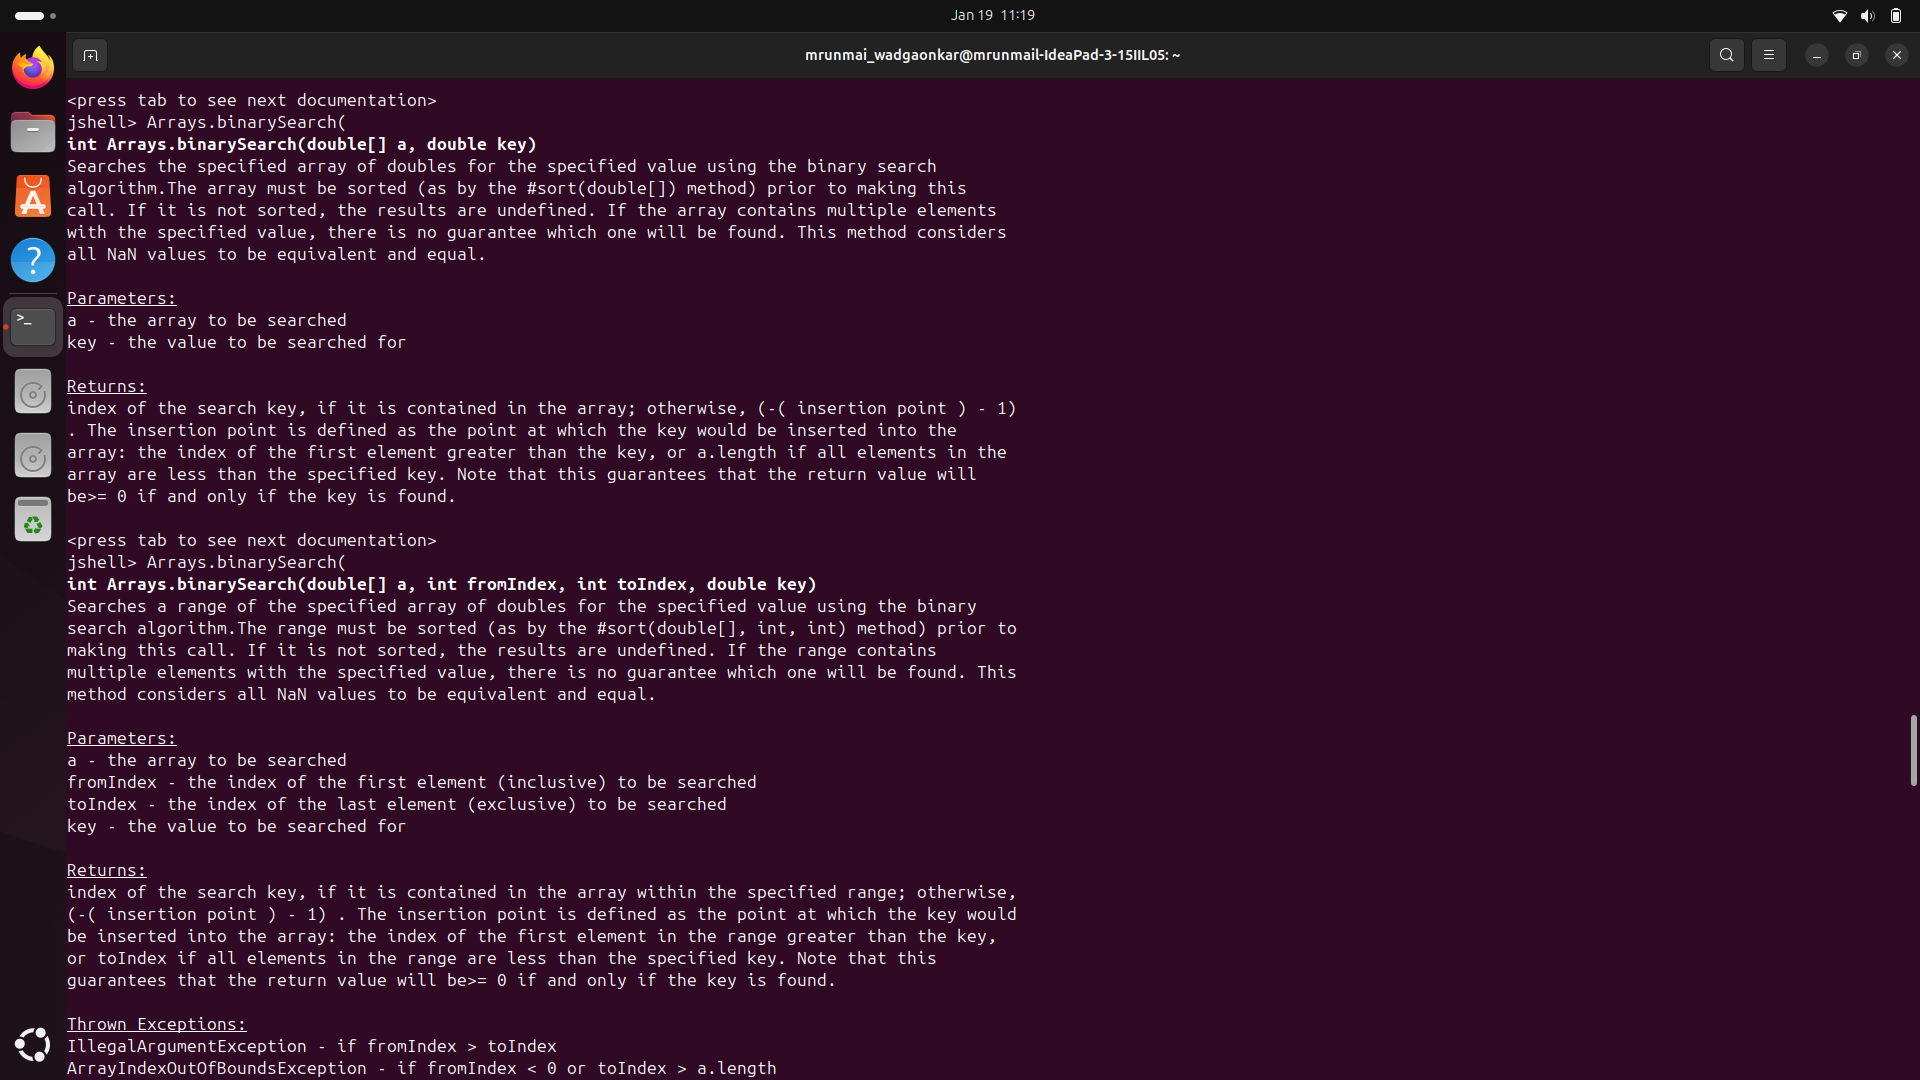 Jan 19 11:19
mrunmai_wadgaonkar@mrunmail-IdeaPad-3-15IIL05: ~
<press tab to see next documentation>
jshell> Arrays.binarySearch(
int Arrays.binarySearch(double[] a, double key)
Searches the specified array of doubles for the specified value using the binary search
algorithm.The array must be sorted (as by the #sort(double[]) method) prior to making this
call. If it is not sorted, the results are undefined. If the array contains multiple elements
with the specified value, there is no guarantee which one will be found. This method considers
all NaN values to be equivalent and equal.
Parameters:
a - the array to be searched
key - the value to be searched for
Returns:
index of the search key, if it is contained in the array; otherwise, (-( insertion point ) - 1)
. The insertion point is defined as the point at which the key would be inserted into the
array: the index of the first element greater than the key, or a.length if all elements in the
array are less than the specified key. Note that this guarantees that the return value will
be>= 0 if and only if the key is found.
<press tab to see next documentation>
jshell> Arrays.binarySearch(
int Arrays.binarySearch(double[] a, int fromIndex, int toIndex, double key)
Searches a range of the specified array of doubles for the specified value using the binary
search algorithm.The range must be sorted (as by the #sort(double[], int, int) method) prior to
making this call. If it is not sorted, the results are undefined. If the range contains
multiple elements with the specified value, there is no guarantee which one will be found. This
method considers all NaN values to be equivalent and equal.
Parameters:
a - the array to be searched
fromIndex - the index of the first element (inclusive) to be searched
toIndex - the index of the last element (exclusive) to be searched
key - the value to be searched for
Returns:
index of the search key, if it is contained in the array within the specified range; otherwise,
(-( insertion point ) - 1) . The insertion point is defined as the point at which the key would
be inserted into the array: the index of the first element in the range greater than the key,
or toIndex if all elements in the range are less than the specified key. Note that this
guarantees that the return value will be>= 0 if and only if the key is found.
Thrown Exceptions:
IllegalArgumentException - if fromIndex > toIndex
ArrayIndexOutOfBoundsException - if fromIndex < 0 or toIndex > a.length